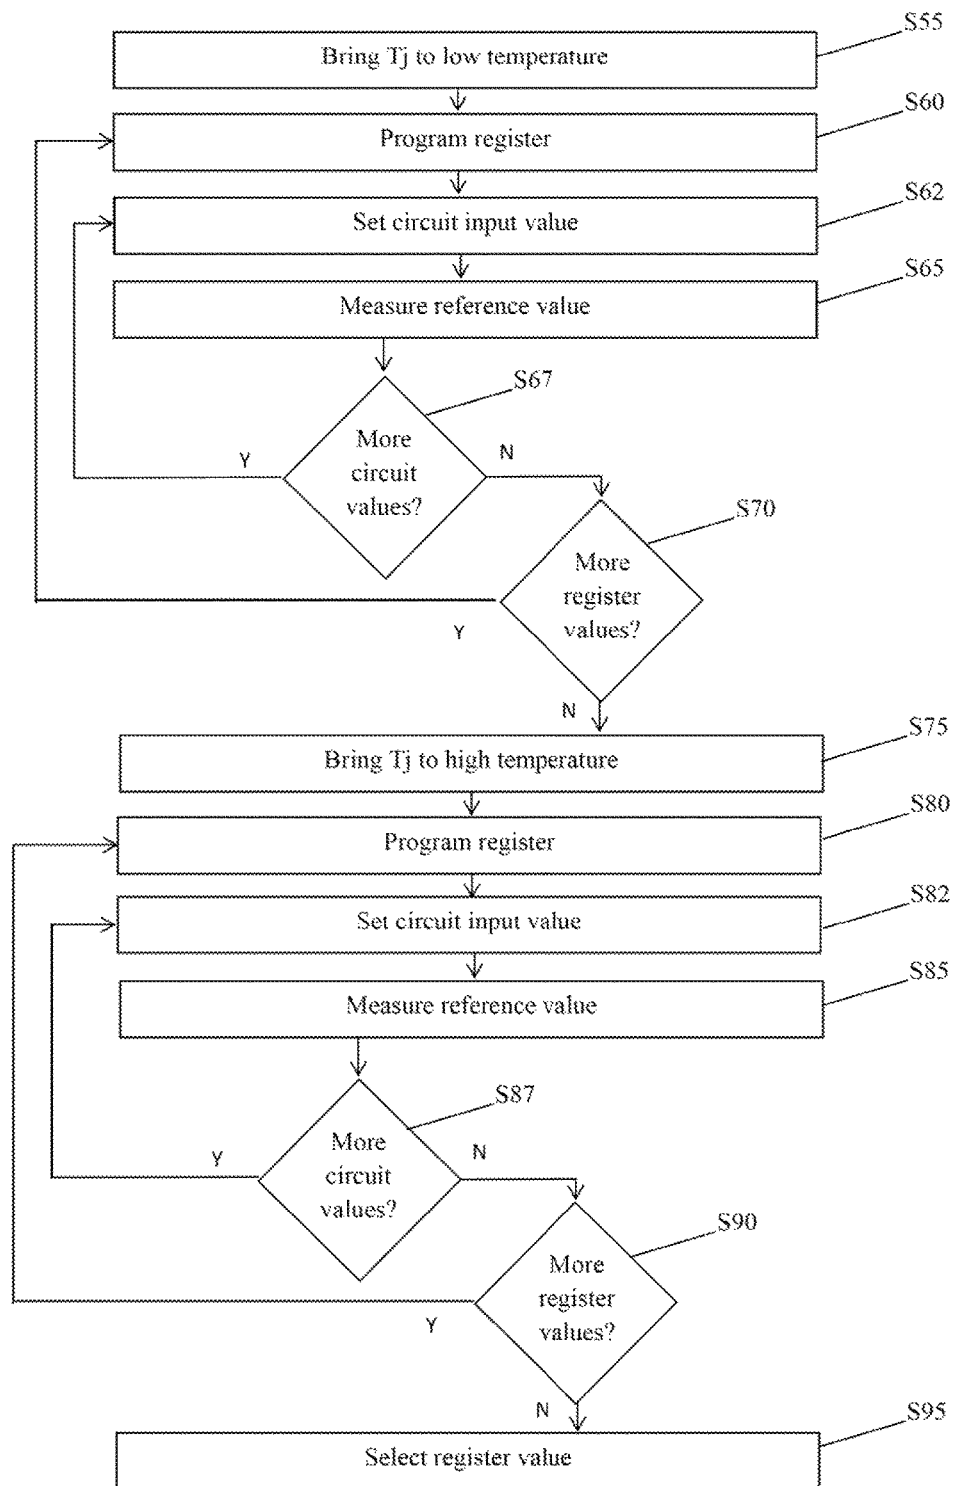 S55
Bring Tj to low temperature
S60
Program register
S62
Set circuit input value
S65
Measure reference value
S67
More
circuit
values?
Y
N
S70
More
register
values?
Y
N
S75
Bring Tj to high temperature
S80
Program register
S82
Set circuit input value
S85
Measure reference value
S87
More
circuit
values?
Y
N
S90
More
register
values?
Y
N
S95
Select register value